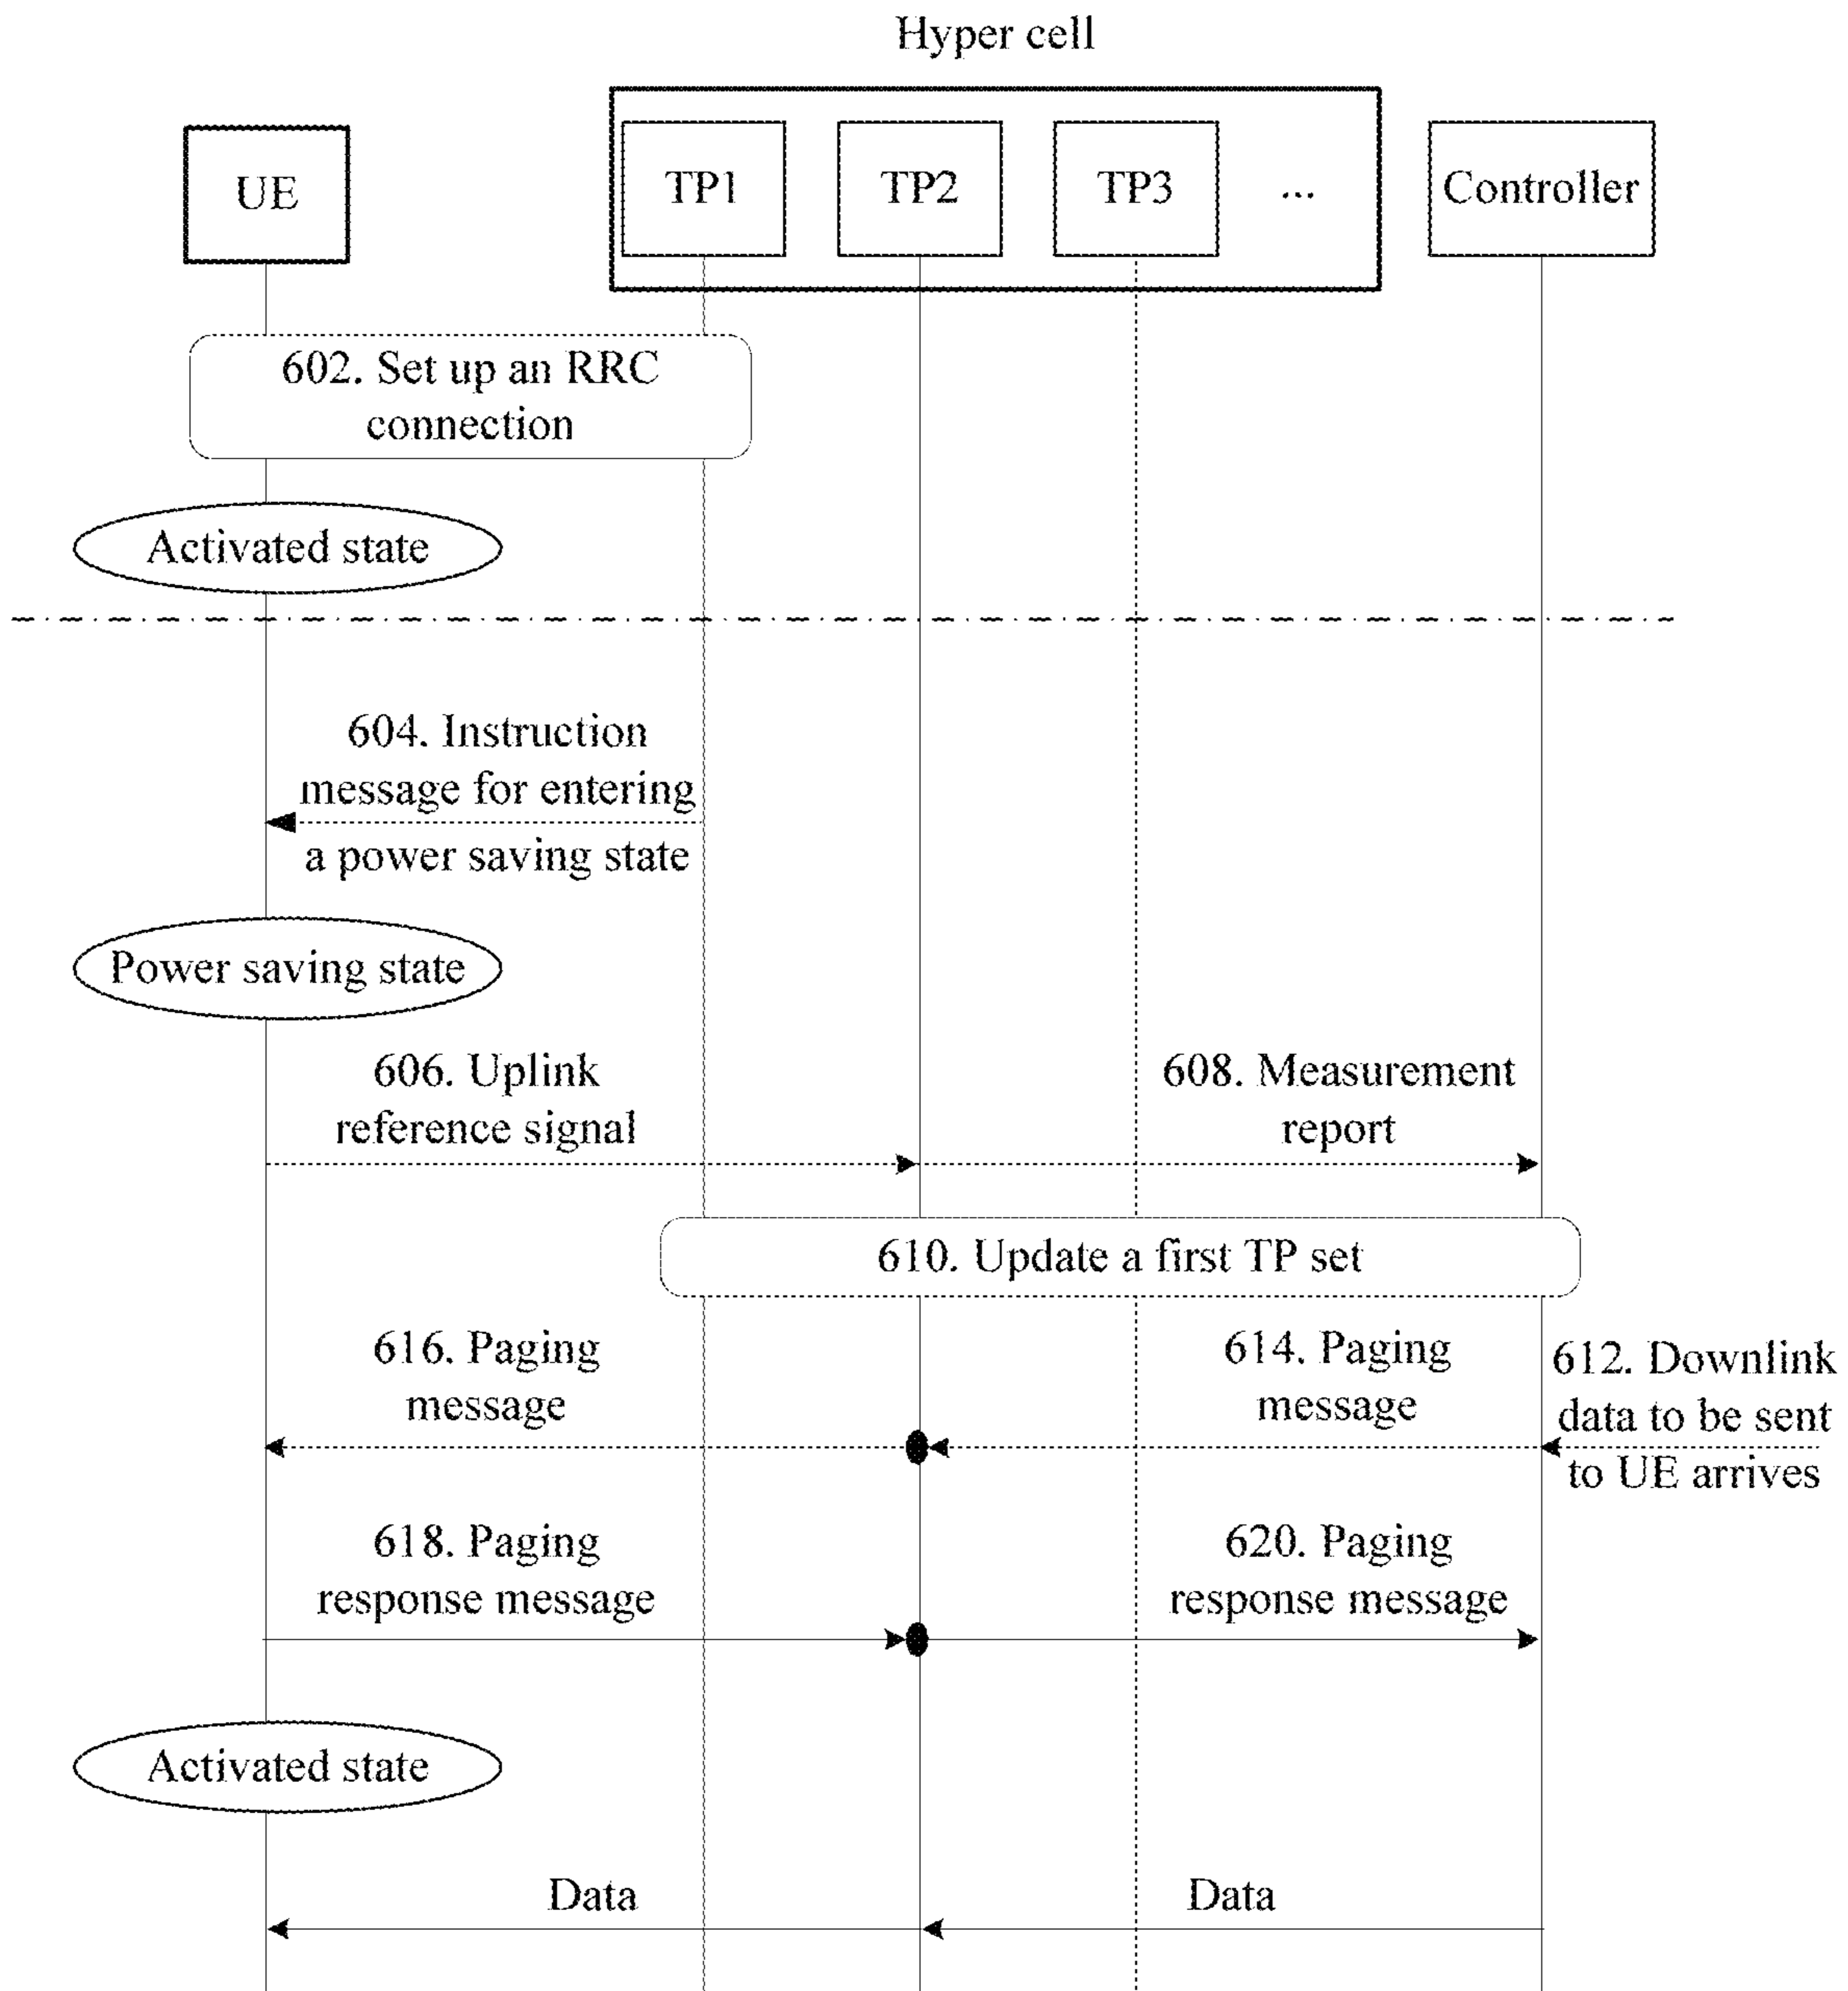 Hyper cell
UE
TP1
TP2
TP3
...
Controller
602. Set up an RRC
connection
Activated state
604. Instruction
message for entering
a power saving state
Power saving state
606. Uplink
reference signal
608. Measurement
report
610. Update a first TP set
616. Paging
message
614. Paging
message
612. Downlink
data to be sent
to UE arrives
618. Paging
response message
620. Paging
response message
Activated state
Data
Data